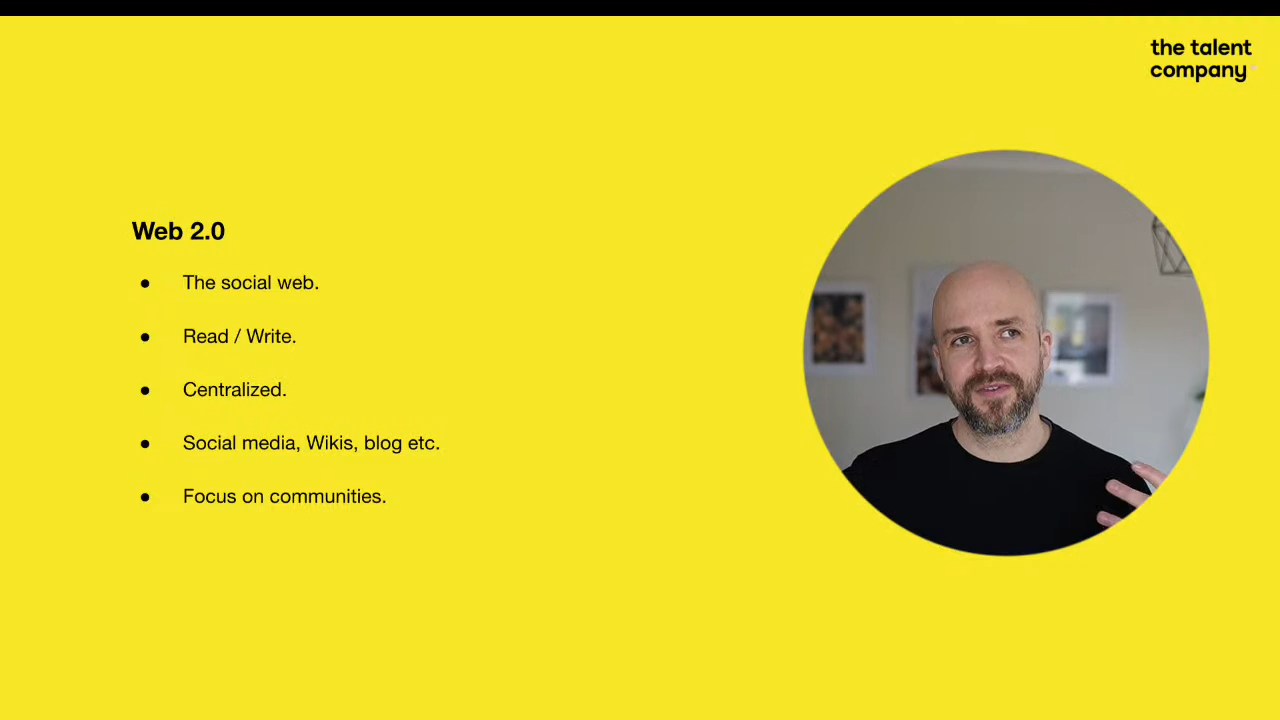 the talent
company
Web 2.0
● The social web.
● Read / Write.
● Centralized.
● Social media, Wikis, blog etc.
● Focus on communities.